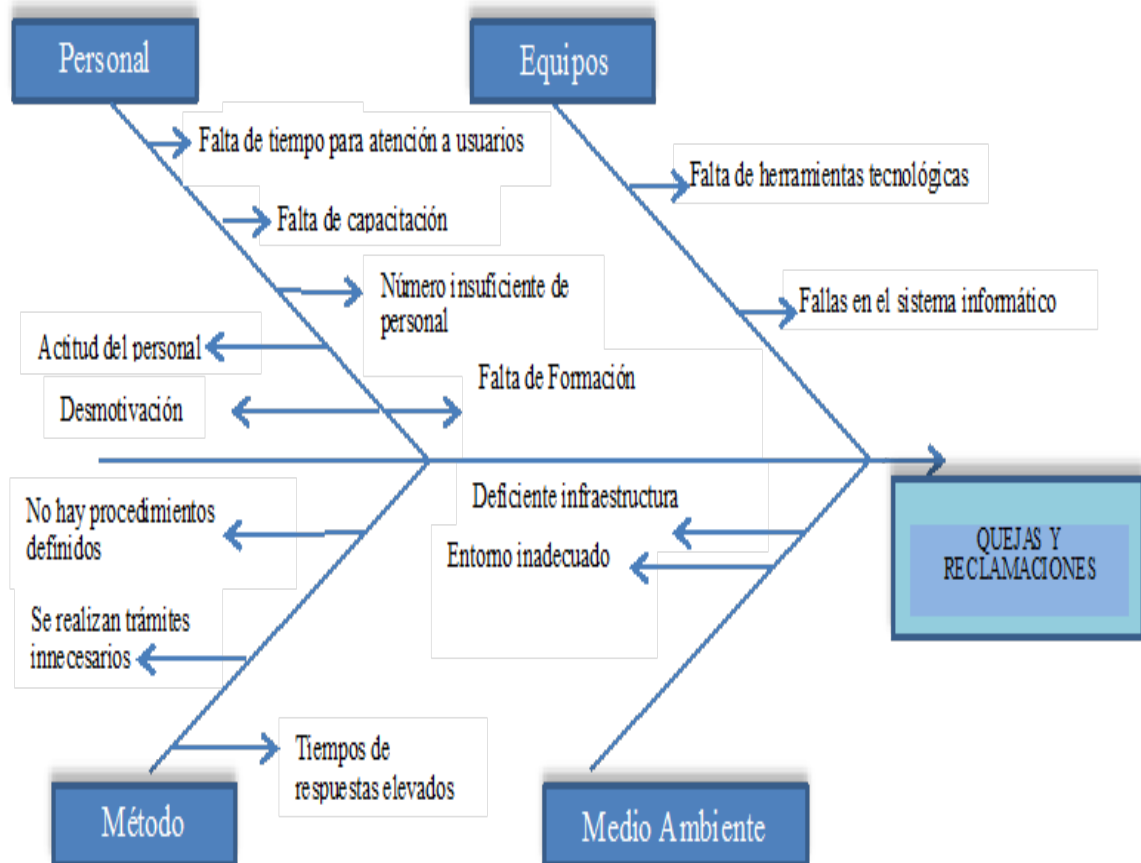 Personal
Equipos
Falta de tiempo para atención a usuarios
Falta de herramientas tecnológicas
Falta de capacitación
Número insuficiente de
personal
Fallas en el sistema informático
Actitud del personal
Falta de Formación
Desmotivación
No hay procedimientos
definidos
Deficiente infraestructura
Entorno inadecuado
QUEJAS Y
RECLAMACIONES
Se realizan trámites
innecesarios
Tiempos de
respuestas elevados
Método
Medio Ambiente